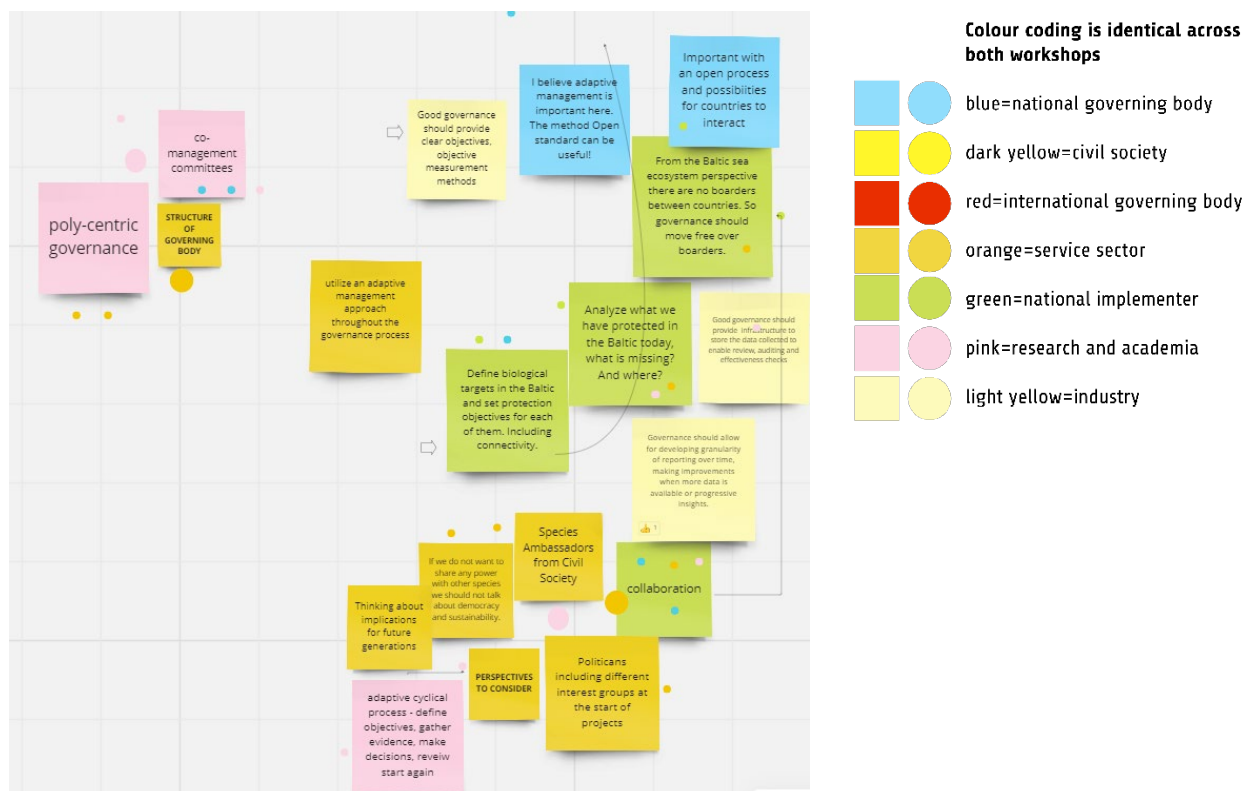 co-
management
committees
poly-centric
governance
STRUCTURE
OF
GOVERNING
BODY
Good governance
should provide
clear objectives,
objective
measurement
methods
I believe adaptive
management is
important here.
The method Open
standard can be
useful!
Important with
an open process
and possibiities
for countries to
interact
From the Baltic sea
ecosystem perspective
there are no boarders
between countries. So
governance should
move free over
boarders.
utilize an adaptive
management
approach
throughout the
governance process
Analyze what we
have protected in
the Baltic today,
what is missing?
And where?
Good governance should
provide infrastructure to
store the data collected to
enable review, auditing and
effectiveness checks
Define biological
targets in the Baltic
and set protection
objectives for each
of them. Including
connectivity.
Governance should allow
for developing granularity
of reporting over time,
making improvements
when more data is
available or progressive
insights.
1
Species
Ambassadors
from Civil
Society
If we do not want to
share any power
with other species
we should not talk
about democracy
and sustainability.
collaboration
Thinking about
implications
for future
generations
PERSPECTIVES
TO CONSIDER
Politicans
including different
interest groups at
the start of
projects
adaptive cyclical
process - define
objectives, gather
evidence, make
decisions, reveiw
start again
Colour coding is identical across
both workshops
blue=national governing body
dark yellow=civil society
red=international governing body
orange=service sector
green=national implementer
pink=research and academia
light yellow=industry